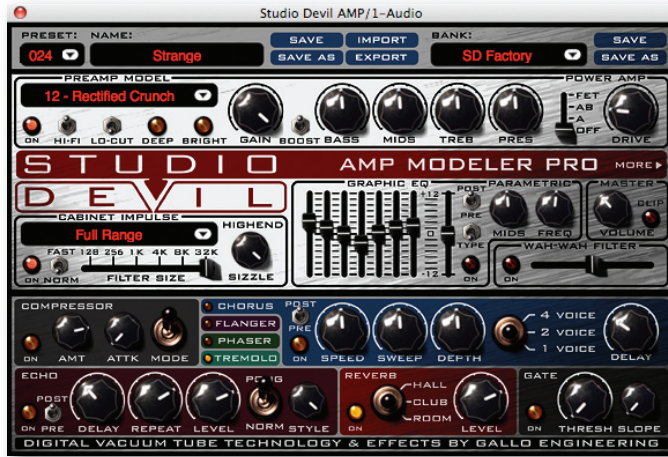 Studio Devil AMP/1-Audio
PRESET: NAME: SAVE IMPORT BANK: SAVE
024 Strange SAVE AS EXPORT SD Factory SAVE AS
PREAMP MODEL POWER AMP
12 - Rectified Crunch
FET
AB
A
OFF
ON HI-FI LO-CUT DEEP BRIGHT GAIN BOOST BASS MIDS TREB PRES DRIVE
STUDIO AMP MODELER PRO MORE
DEVIL
GRAPHIC EQ POST PARAMETRIC MASTER
+12 PRE CLIP
CABINET IMPULSE HIGHEND MIDS FREQ VOLUME
Full Range 0 TYPE WAH-WAH FILTER
FAST 128 256 1K 4K 8K 32K
ON NORM FILTER SIZE SIZZLE -12 ON ON
COMPRESSOR CHORUS POST 4 VOICE
FLANGER PRE 2 VOICE
PHASER 1 VOICE
ON AMT ATTK MODE TREMOLO ON SPEED SWEEP DEPTH DELAY
ECHO PONG REVERB HALL GATE
POST CLUB
ROOM
ON PRE DELAY REPEAT LEVEL NORM STYLE ON LEVEL ON THRESH SLOPE
DIGITAL VACUUM TUBE TECHNOLOGY & EFFECTS BY GALLO ENGINEERING